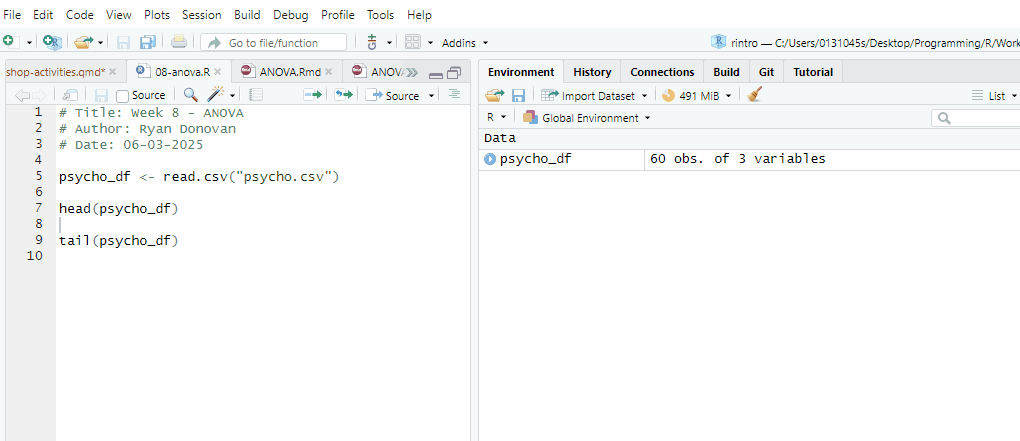 File Edit Code View Plots Session Build Debug Profile Tools Help
Go to file/function Addins rintro — C:/Users/0131045s/Desktop/Programming/R/Work
shop-activities.qmd* 08-anova.R ANOVA.Rmd ANOV
Source Source
1 # Title: Week 8 - ANOVA
2 # Author: Ryan Donovan
3 # Date: 06-03-2025
4
5 psycho_df <- read.csv("psycho.csv")
6
7 head(psycho_df)
8
9 tail(psycho_df)
10
Environment History Connections Build Git Tutorial
Import Dataset 491 MiB List
R Global Environment
Data
psycho_df 60 obs. of 3 variables